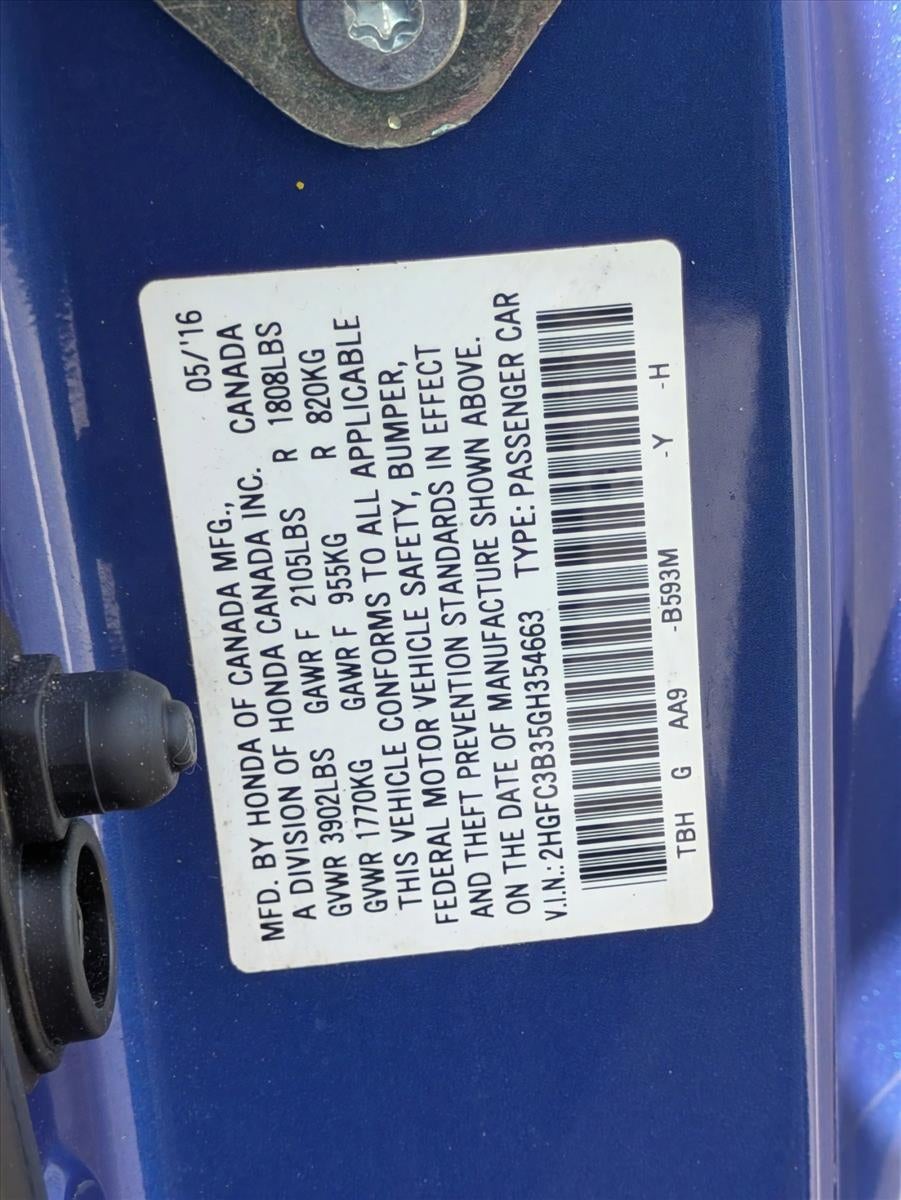 MFD. BY HONDA OF CANADA MFG., 05/'16
A DIVISION OF HONDA CANADA INC. CANADA
GVWR 3902LBS GAWR F 2105LBS R 1808LBS
GVWR 1770KG GAWR F 955KG R 820KG
THIS VEHICLE CONFORMS TO ALL APPLICABLE
FEDERAL MOTOR VEHICLE SAFETY, BUMPER,
AND THEFT PREVENTION STANDARDS IN EFFECT
ON THE DATE OF MANUFACTURE SHOWN ABOVE.
V.I.N.: 2HGFC3B35GH354663 TYPE: PASSENGER CAR
TBH G AA9 -B593M -Y -H